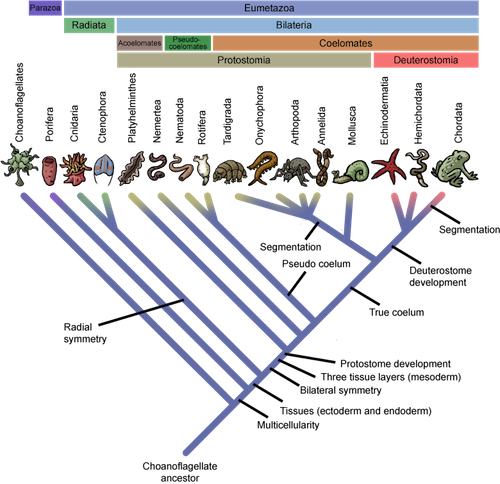 Parazoa
Eumetazoa
Radiata
Bilateria
Acoelomates
Pseudo-
coelomates
Coelomates
Protostomia
Deuterostomia
Choanoflagellates
Porifera
Cnidaria
Ctenophora
Platyhelminthes
Nemertea
Nematoda
Rotifera
Tardigrada
Onychophora
Arthopoda
Annelida
Mollusca
Echinodermatia
Hemichordata
Chordata
Segmentation
Segmentation
Pseudo coelum
Deuterostome
development
True coelum
Radial
symmetry
Protostome development
Three tissue layers (mesoderm)
Bilateral symmetry
Tissues (ectoderm and endoderm)
Multicellularity
Choanoflagellate
ancestor